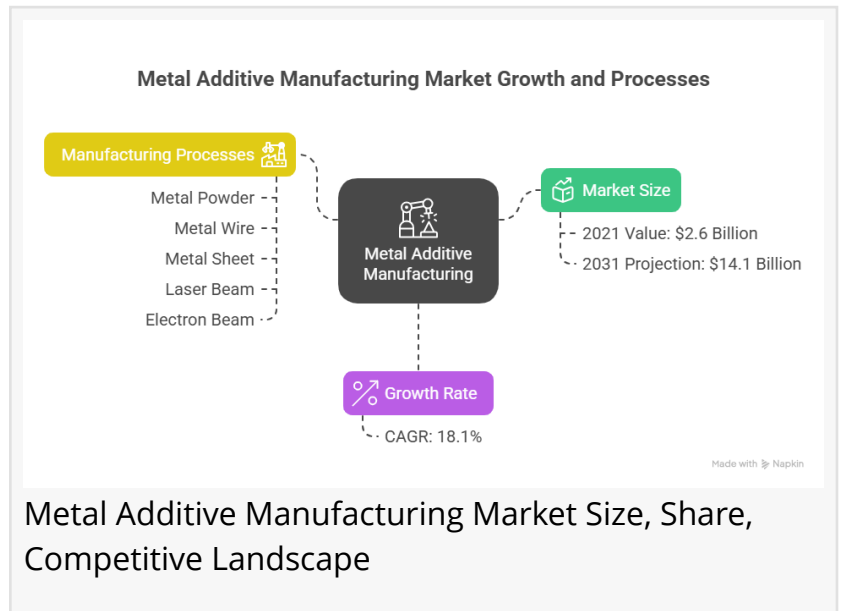 Metal Additive Manufacturing Market Growth and Processes
Manufacturing Processes
Metal Powder
Metal Wire
Metal Sheet
Laser Beam
Electron Beam
Metal Additive
Manufacturing
Market Size
2021 Value: $2.6 Billion
2031 Projection: $14.1 Billion
Growth Rate
CAGR: 18.1%
Made with Napkin
Metal Additive Manufacturing Market Size, Share,
Competitive Landscape